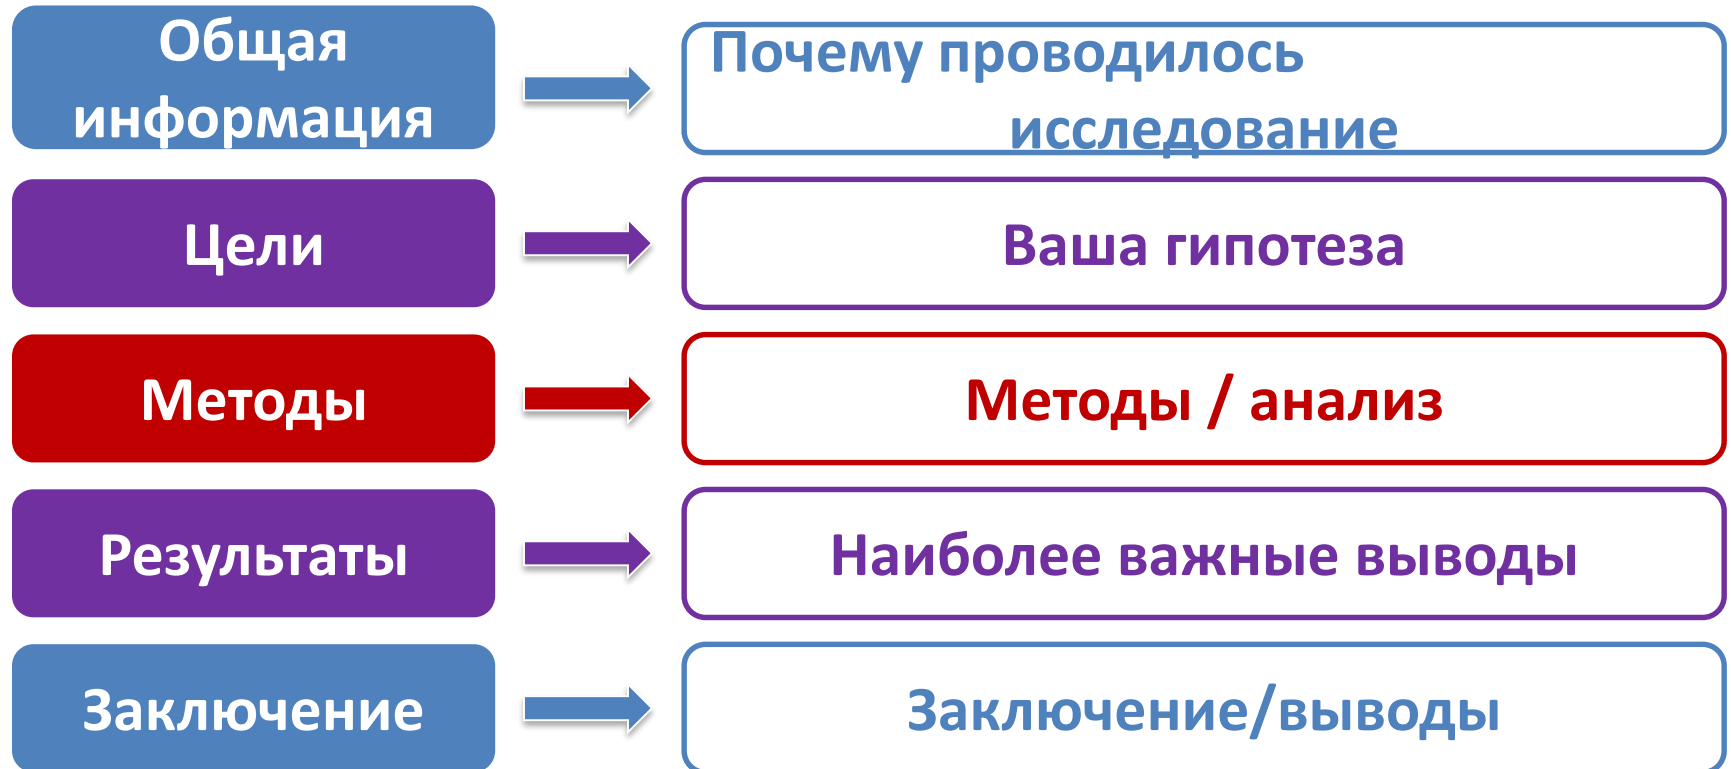 Общая
информация
Почему проводилось
исследование
Цели
Ваша гипотеза
Методы
Методы / анализ
Результаты
Наиболее важные выводы
Заключение
Заключение/выводы